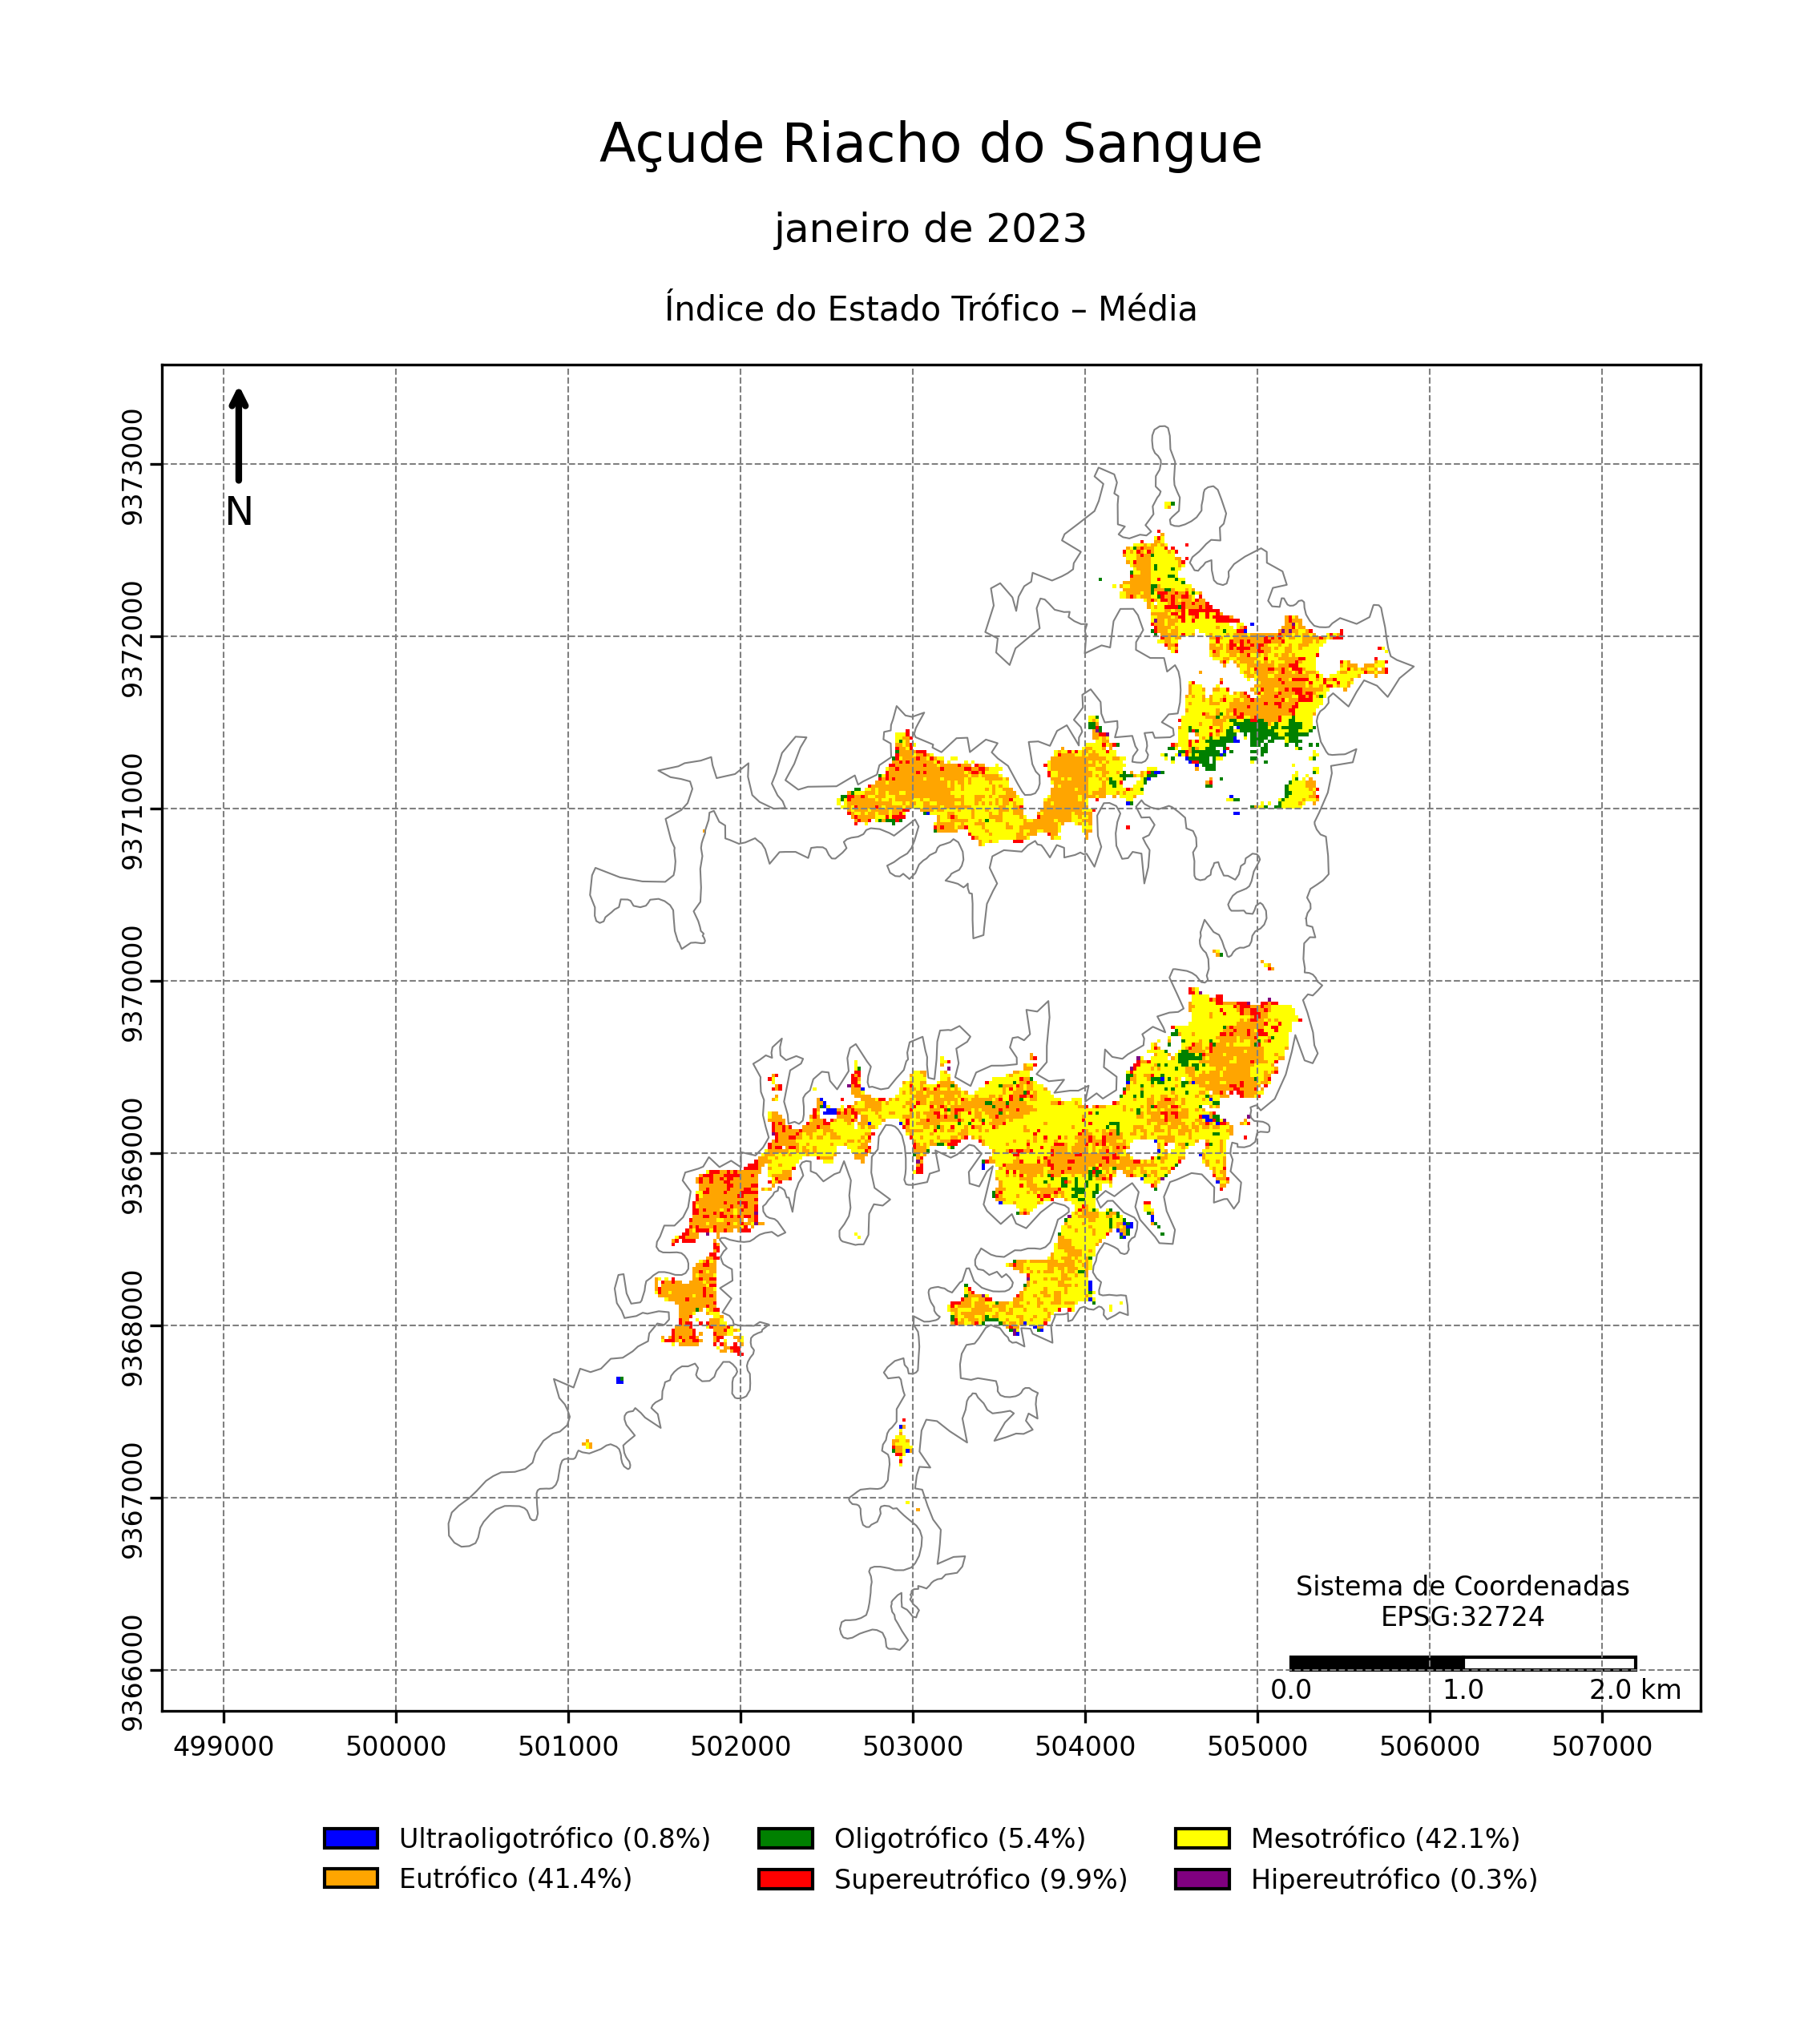 Açude Riacho do Sangue
janeiro de 2023
Índice do Estado Trófico – Média
N
9373000
9372000
9371000
9370000
9369000
9368000
9367000
9366000
Sistema de Coordenadas
EPSG:32724
0.0 1.0 2.0 km
499000 500000 501000 502000 503000 504000 505000 506000 507000
Ultraoligotrófico (0.8%) Oligotrófico (5.4%) Mesotrófico (42.1%)
Eutrófico (41.4%) Supereutrófico (9.9%) Hipereutrófico (0.3%)